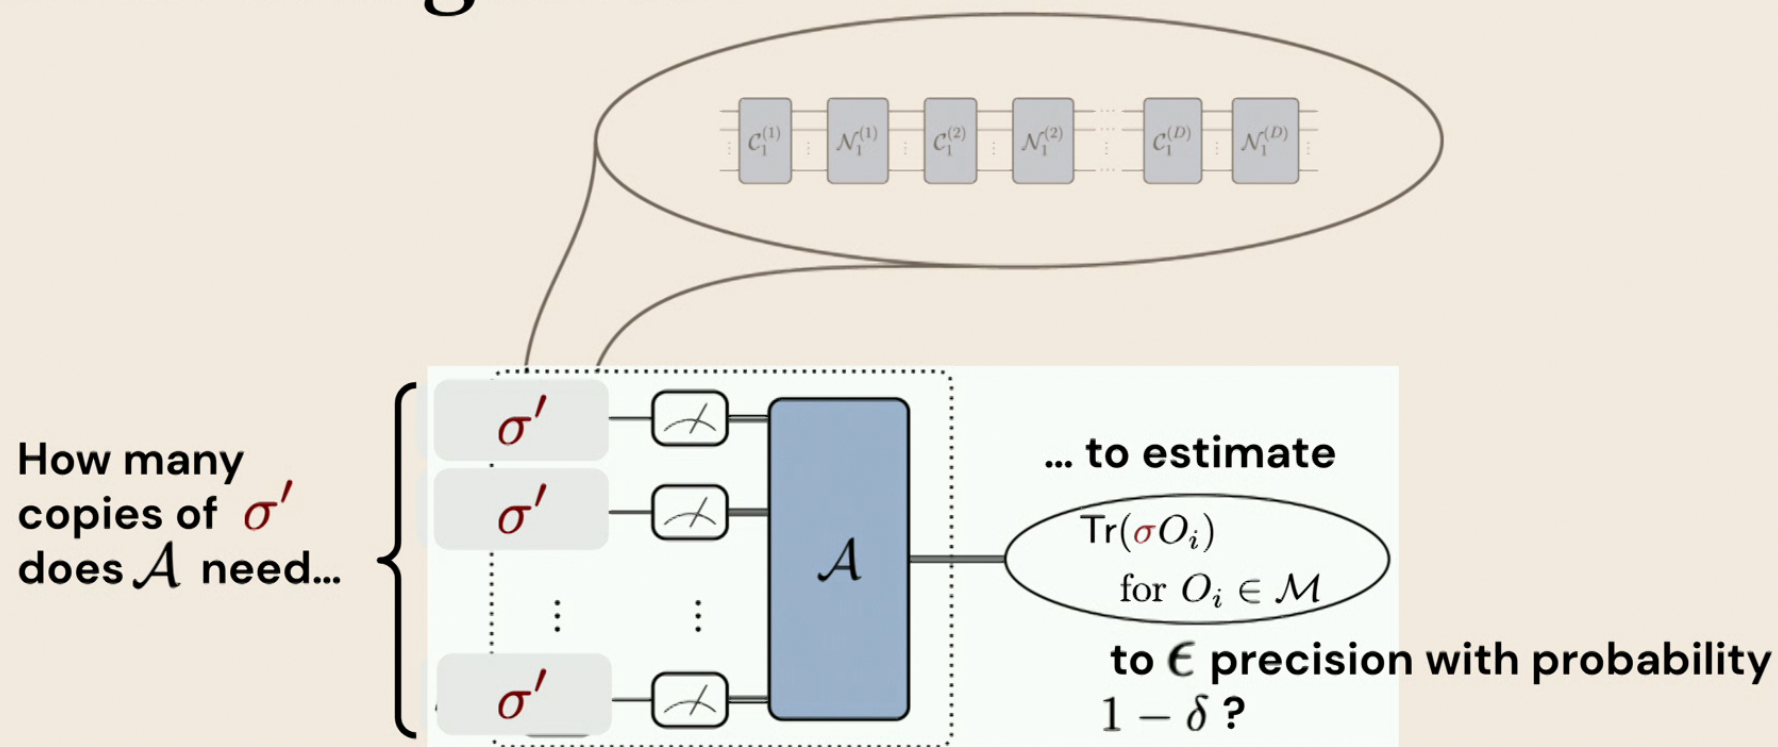 C₁⁽¹⁾ N₁⁽¹⁾ C₁⁽²⁾ N₁⁽²⁾ ... C₁⁽ᴰ⁾ N₁⁽ᴰ⁾
How many
copies of σ′
does 𝒜 need...
σ′
σ′
σ′
𝒜
... to estimate
Tr(σOᵢ)
for Oᵢ ∈ ℳ
to ϵ precision with probability
1 − δ ?